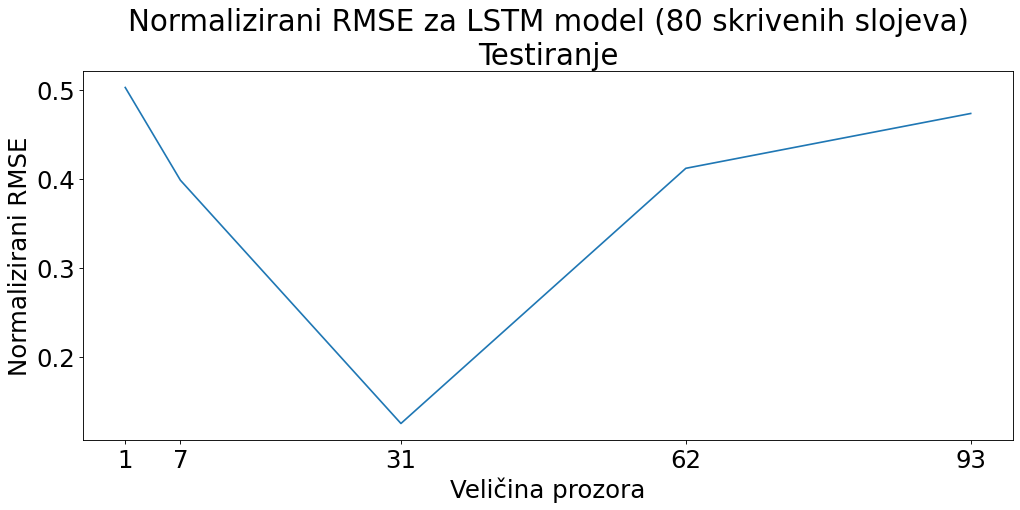 Normalizirani RMSE za LSTM model (80 skrivenih slojeva)
Testiranje
Normalizirani RMSE
0.5
0.4
0.3
0.2
1 7 31 62 93
Veličina prozora